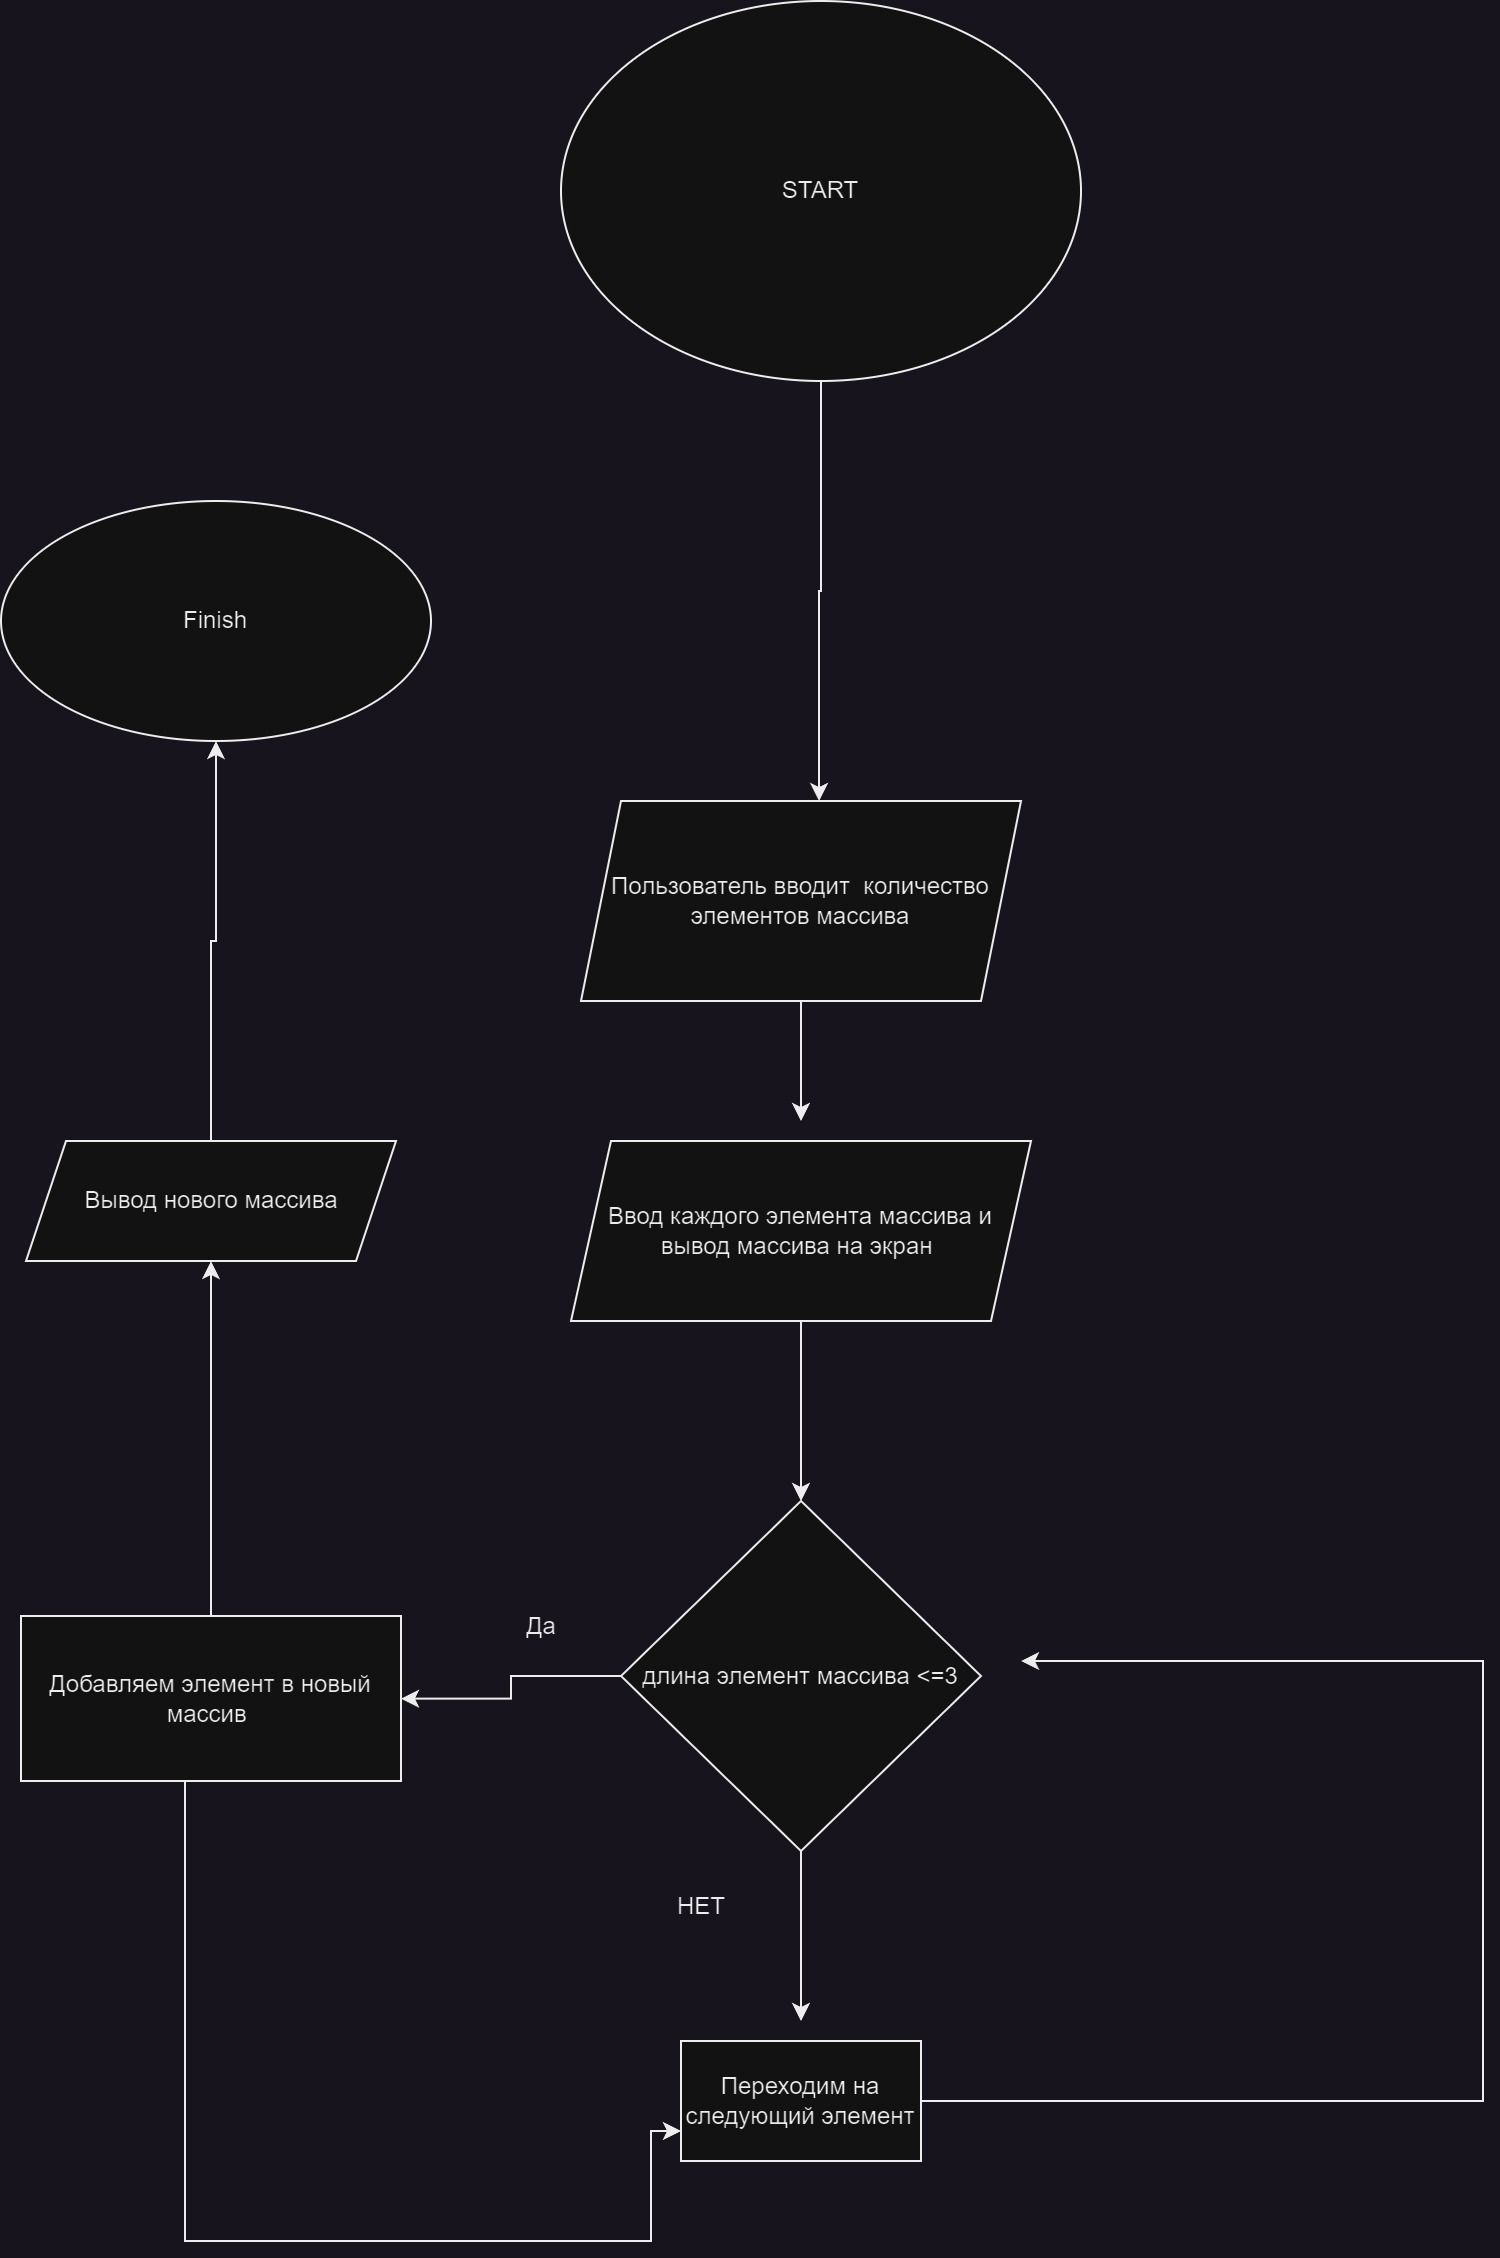 START
Finish
Пользователь вводит  количество
элементов массива
Вывод нового массива
Ввод каждого элемента массива и
вывод массива на экран
Да
длина элемент массива <=3
Добавляем элемент в новый
массив
НЕТ
Переходим на
следующий элемент